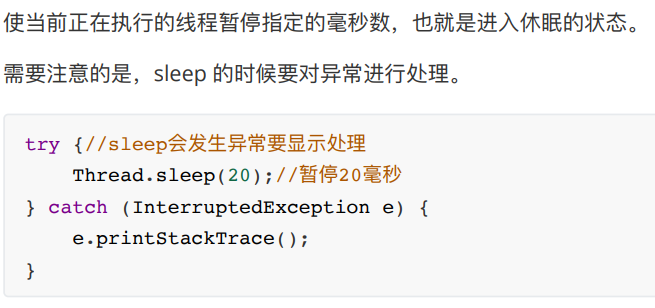 使当前正在执行的线程暂停指定的毫秒数，也就是进入休眠的状态。
需要注意的是，sleep 的时候要对异常进行处理。
try {//sleep会发生异常要显示处理
    Thread.sleep(20);//暂停20毫秒
} catch (InterruptedException e) {
    e.printStackTrace();
}